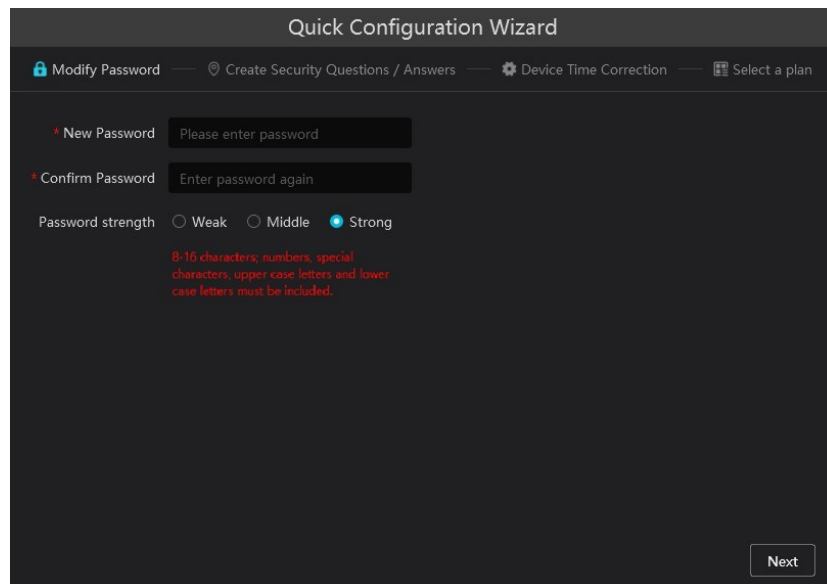 Quick Configuration Wizard
Modify Password
Create Security Questions / Answers
Device Time Correction
Select a plan
* New Password
Please enter password
* Confirm Password
Enter password again
Password strength
Weak
Middle
Strong
8-16 characters; numbers, special
characters, upper case letters and lower
case letters must be included.
Next